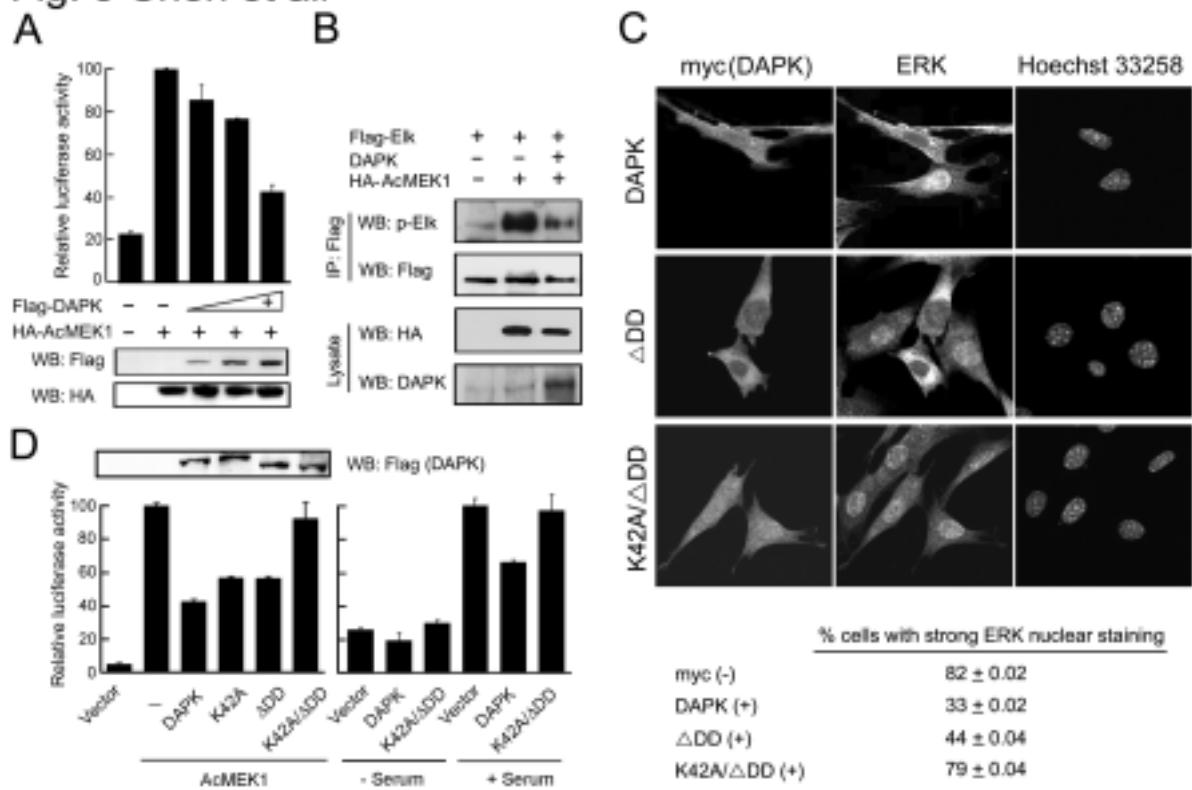 A
B
C
Relative luciferase activity
100
80
60
40
20
0
Flag-DAPK – – +
HA-AcMEK1 – + + + +
WB: Flag
WB: HA
Flag-Elk + + +
DAPK – – +
HA-AcMEK1 – + +
IP: Flag
WB: p-Elk
WB: Flag
Lysate
WB: HA
WB: DAPK
myc(DAPK) ERK Hoechst 33258
DAPK
△DD
K42A/△DD
% cells with strong ERK nuclear staining
myc (-) 82 ± 0.02
DAPK (+) 33 ± 0.02
△DD (+) 44 ± 0.04
K42A/△DD (+) 79 ± 0.04
D
WB: Flag (DAPK)
Relative luciferase activity
100
80
60
40
20
0
Vector – DAPK K42A ΔDD K42A/ΔDD
Vector DAPK K42A/ΔDD Vector DAPK K42A/ΔDD
AcMEK1 - Serum + Serum